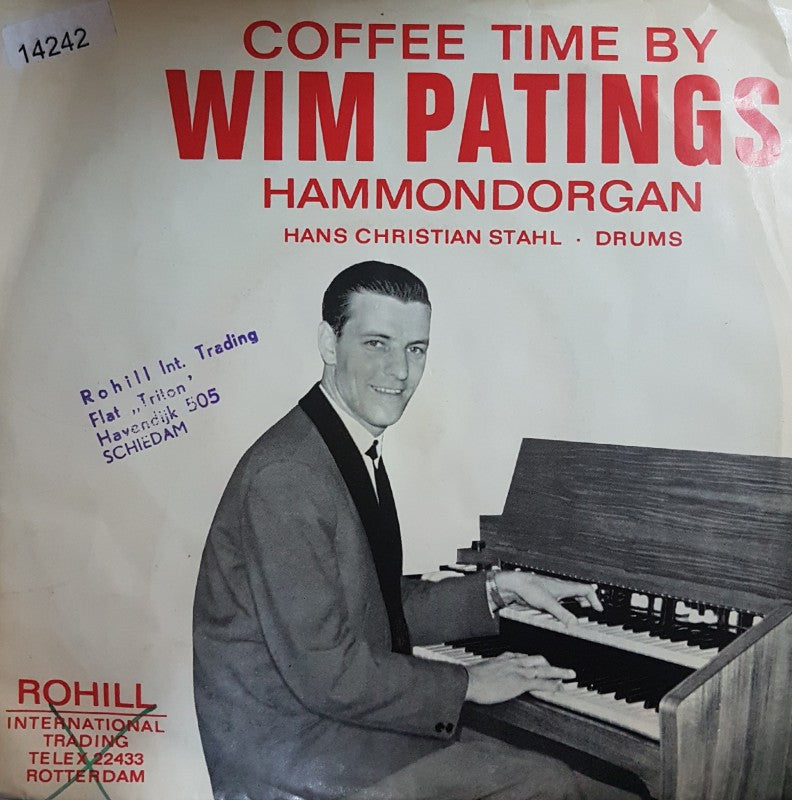 14242
COFFEE TIME BY
WIM PATINGS
HAMMONDORGAN
HANS CHRISTIAN STAHL · DRUMS
Rohill Int. Trading
Flat „Triton'
Havendijk 505
SCHIEDAM
ROHILL
INTERNATIONAL
TRADING
TELEX 22433
ROTTERDAM